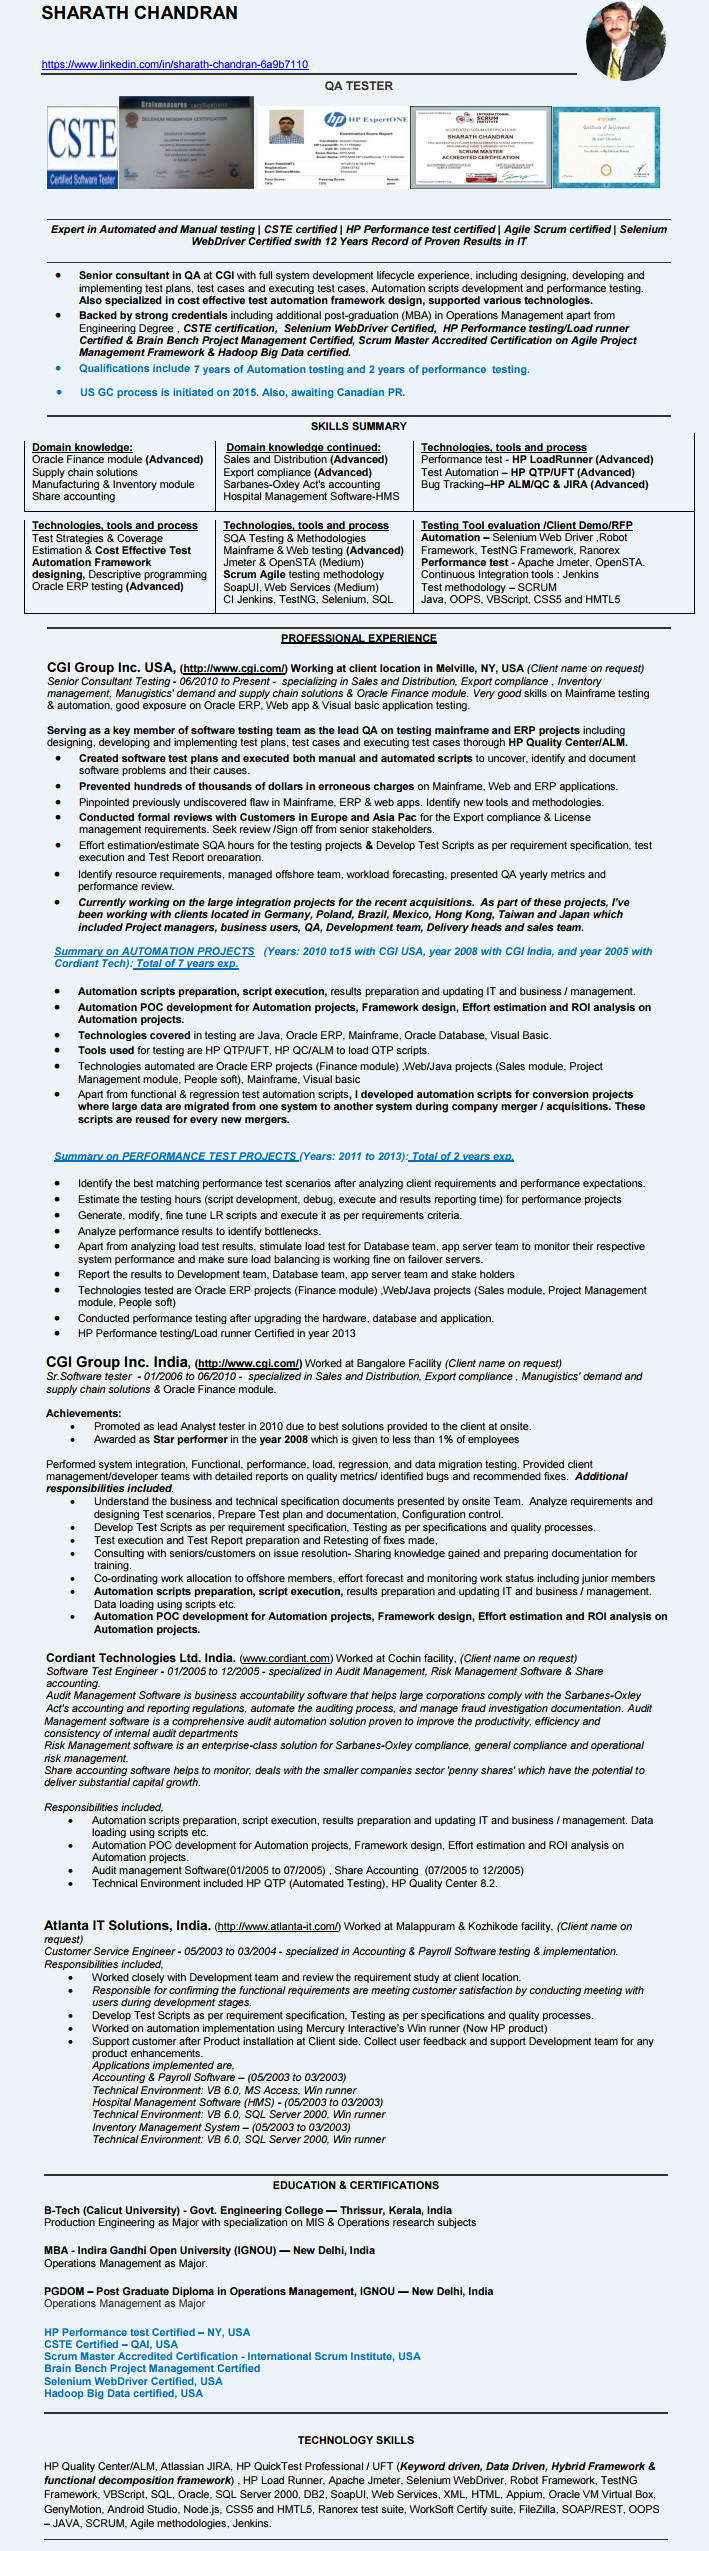 SHARATH CHANDRAN
https://www.linkedin.com/in/sharath-chandran-6a9b7110
QA TESTER
CSTE
Certified Software Tester
Brainmeasures certifications
SELENIUM WEBDRIVER CERTIFICATION
hp HP ExpertONE
Examination Score Report
INTERNATIONAL
SCRUM
INSTITUTE
ACCREDITED SCRUM CERTIFICATIONS
SHARATH CHANDRAN
SCRUM MASTER
ACCREDITED CERTIFICATION
Certificate of Achievement
Expert in Automated and Manual testing | CSTE certified | HP Performance test certified | Agile Scrum certified | Selenium
WebDriver Certified swith 12 Years Record of Proven Results in IT
• Senior consultant in QA at CGI with full system development lifecycle experience, including designing, developing and
implementing test plans, test cases and executing test cases, Automation scripts development and performance testing.
Also specialized in cost effective test automation framework design, supported various technologies.
• Backed by strong credentials including additional post-graduation (MBA) in Operations Management apart from
Engineering Degree , CSTE certification, Selenium WebDriver Certified, HP Performance testing/Load runner
Certified & Brain Bench Project Management Certified, Scrum Master Accredited Certification on Agile Project
Management Framework & Hadoop Big Data certified.
• Qualifications include 7 years of Automation testing and 2 years of performance testing.
• US GC process is initiated on 2015. Also, awaiting Canadian PR.
SKILLS SUMMARY
Domain knowledge:
Oracle Finance module (Advanced)
Supply chain solutions
Manufacturing & Inventory module
Share accounting
Domain knowledge continued:
Sales and Distribution (Advanced)
Export compliance (Advanced)
Sarbanes-Oxley Act's accounting
Hospital Management Software-HMS
Technologies, tools and process
Performance test - HP LoadRunner (Advanced)
Test Automation – HP QTP/UFT (Advanced)
Bug Tracking–HP ALM/QC & JIRA (Advanced)
Technologies, tools and process
Test Strategies & Coverage
Estimation & Cost Effective Test
Automation Framework
designing, Descriptive programming
Oracle ERP testing (Advanced)
Technologies, tools and process
SQA Testing & Methodologies
Mainframe & Web testing (Advanced)
Jmeter & OpenSTA (Medium)
Scrum Agile testing methodology
SoapUI, Web Services (Medium)
CI Jenkins, TestNG, Selenium, SQL
Testing Tool evaluation /Client Demo/RFP
Automation – Selenium Web Driver ,Robot
Framework, TestNG Framework, Ranorex
Performance test - Apache Jmeter, OpenSTA.
Continuous Integration tools : Jenkins
Test methodology – SCRUM
Java, OOPS, VBScript, CSS5 and HMTL5
PROFESSIONAL EXPERIENCE
CGI Group Inc. USA, (http://www.cgi.com/) Working at client location in Melville, NY, USA (Client name on request)
Senior Consultant Testing - 06/2010 to Present - specializing in Sales and Distribution, Export compliance , Inventory
management, Manugistics' demand and supply chain solutions & Oracle Finance module. Very good skills on Mainframe testing
& automation, good exposure on Oracle ERP, Web app & Visual basic application testing.
Serving as a key member of software testing team as the lead QA on testing mainframe and ERP projects including
designing, developing and implementing test plans, test cases and executing test cases thorough HP Quality Center/ALM.
• Created software test plans and executed both manual and automated scripts to uncover, identify and document
software problems and their causes.
• Prevented hundreds of thousands of dollars in erroneous charges on Mainframe, Web and ERP applications.
• Pinpointed previously undiscovered flaw in Mainframe, ERP & web apps. Identify new tools and methodologies.
• Conducted formal reviews with Customers in Europe and Asia Pac for the Export compliance & License
management requirements. Seek review /Sign off from senior stakeholders.
• Effort estimation/estimate SQA hours for the testing projects & Develop Test Scripts as per requirement specification, test
execution and Test Report preparation.
• Identify resource requirements, managed offshore team, workload forecasting, presented QA yearly metrics and
performance review.
• Currently working on the large integration projects for the recent acquisitions. As part of these projects, I've
been working with clients located in Germany, Poland, Brazil, Mexico, Hong Kong, Taiwan and Japan which
included Project managers, business users, QA, Development team, Delivery heads and sales team.
Summary on AUTOMATION PROJECTS (Years: 2010 to15 with CGI USA, year 2008 with CGI India, and year 2005 with
Cordiant Tech): Total of 7 years exp.
• Automation scripts preparation, script execution, results preparation and updating IT and business / management.
• Automation POC development for Automation projects, Framework design, Effort estimation and ROI analysis on
Automation projects.
• Technologies covered in testing are Java, Oracle ERP, Mainframe, Oracle Database, Visual Basic.
• Tools used for testing are HP QTP/UFT, HP QC/ALM to load QTP scripts.
• Technologies automated are Oracle ERP projects (Finance module) ,Web/Java projects (Sales module, Project
Management module, People soft), Mainframe, Visual basic
• Apart from functional & regression test automation scripts, I developed automation scripts for conversion projects
where large data are migrated from one system to another system during company merger / acquisitions. These
scripts are reused for every new mergers.
Summary on PERFORMANCE TEST PROJECTS (Years: 2011 to 2013): Total of 2 years exp.
• Identify the best matching performance test scenarios after analyzing client requirements and performance expectations.
• Estimate the testing hours (script development, debug, execute and results reporting time) for performance projects
• Generate, modify, fine tune LR scripts and execute it as per requirements criteria.
• Analyze performance results to identify bottlenecks.
• Apart from analyzing load test results, stimulate load test for Database team, app server team to monitor their respective
system performance and make sure load balancing is working fine on failover servers.
• Report the results to Development team, Database team, app server team and stake holders
• Technologies tested are Oracle ERP projects (Finance module) ,Web/Java projects (Sales module, Project Management
module, People soft)
• Conducted performance testing after upgrading the hardware, database and application.
• HP Performance testing/Load runner Certified in year 2013
CGI Group Inc. India, (http://www.cgi.com/) Worked at Bangalore Facility (Client name on request)
Sr.Software tester - 01/2006 to 06/2010 - specialized in Sales and Distribution, Export compliance , Manugistics' demand and
supply chain solutions & Oracle Finance module.
Achievements:
• Promoted as lead Analyst tester in 2010 due to best solutions provided to the client at onsite.
• Awarded as Star performer in the year 2008 which is given to less than 1% of employees
Performed system integration, Functional, performance, load, regression, and data migration testing. Provided client
management/developer teams with detailed reports on quality metrics/ identified bugs and recommended fixes. Additional
responsibilities included.
• Understand the business and technical specification documents presented by onsite Team. Analyze requirements and
designing Test scenarios, Prepare Test plan and documentation, Configuration control.
• Develop Test Scripts as per requirement specification, Testing as per specifications and quality processes.
• Test execution and Test Report preparation and Retesting of fixes made,
• Consulting with seniors/customers on issue resolution- Sharing knowledge gained and preparing documentation for
training.
• Co-ordinating work allocation to offshore members, effort forecast and monitoring work status including junior members
• Automation scripts preparation, script execution, results preparation and updating IT and business / management.
Data loading using scripts etc.
• Automation POC development for Automation projects, Framework design, Effort estimation and ROI analysis on
Automation projects.
Cordiant Technologies Ltd. India. (www.cordiant.com) Worked at Cochin facility, (Client name on request)
Software Test Engineer - 01/2005 to 12/2005 - specialized in Audit Management, Risk Management Software & Share
accounting.
Audit Management Software is business accountability software that helps large corporations comply with the Sarbanes-Oxley
Act's accounting and reporting regulations, automate the auditing process, and manage fraud investigation documentation. Audit
Management software is a comprehensive audit automation solution proven to improve the productivity, efficiency and
consistency of internal audit departments
Risk Management software is an enterprise-class solution for Sarbanes-Oxley compliance, general compliance and operational
risk management.
Share accounting software helps to monitor, deals with the smaller companies sector 'penny shares' which have the potential to
deliver substantial capital growth.
Responsibilities included,
• Automation scripts preparation, script execution, results preparation and updating IT and business / management. Data
loading using scripts etc.
• Automation POC development for Automation projects, Framework design, Effort estimation and ROI analysis on
Automation projects.
• Audit management Software(01/2005 to 07/2005) , Share Accounting (07/2005 to 12/2005)
• Technical Environment included HP QTP (Automated Testing), HP Quality Center 8.2.
Atlanta IT Solutions, India. (http://www.atlanta-it.com/) Worked at Malappuram & Kozhikode facility, (Client name on
request)
Customer Service Engineer - 05/2003 to 03/2004 - specialized in Accounting & Payroll Software testing & implementation.
Responsibilities included,
• Worked closely with Development team and review the requirement study at client location.
• Responsible for confirming the functional requirements are meeting customer satisfaction by conducting meeting with
users during development stages.
• Develop Test Scripts as per requirement specification, Testing as per specifications and quality processes.
• Worked on automation implementation using Mercury Interactive's Win runner (Now HP product)
• Support customer after Product installation at Client side. Collect user feedback and support Development team for any
product enhancements.
Applications implemented are,
Accounting & Payroll Software – (05/2003 to 03/2003)
Technical Environment: VB 6.0, MS Access, Win runner
Hospital Management Software (HMS) - (05/2003 to 03/2003)
Technical Environment: VB 6.0, SQL Server 2000, Win runner
Inventory Management System – (05/2003 to 03/2003)
Technical Environment: VB 6.0, SQL Server 2000, Win runner
EDUCATION & CERTIFICATIONS
B-Tech (Calicut University) - Govt. Engineering College — Thrissur, Kerala, India
Production Engineering as Major with specialization on MIS & Operations research subjects
MBA - Indira Gandhi Open University (IGNOU) — New Delhi, India
Operations Management as Major.
PGDOM – Post Graduate Diploma in Operations Management, IGNOU — New Delhi, India
Operations Management as Major
HP Performance test Certified – NY, USA
CSTE Certified – QAI, USA
Scrum Master Accredited Certification - International Scrum Institute, USA
Brain Bench Project Management Certified
Selenium WebDriver Certified, USA
Hadoop Big Data certified, USA
TECHNOLOGY SKILLS
HP Quality Center/ALM, Atlassian JIRA, HP QuickTest Professional / UFT (Keyword driven, Data Driven, Hybrid Framework &
functional decomposition framework) , HP Load Runner, Apache Jmeter, Selenium WebDriver, Robot Framework, TestNG
Framework, VBScript, SQL, Oracle, SQL Server 2000, DB2, SoapUI, Web Services, XML, HTML, Appium, Oracle VM Virtual Box,
GenyMotion, Android Studio, Node.js, CSS5 and HMTL5, Ranorex test suite, WorkSoft Certify suite, FileZilla, SOAP/REST, OOPS
– JAVA, SCRUM, Agile methodologies, Jenkins.